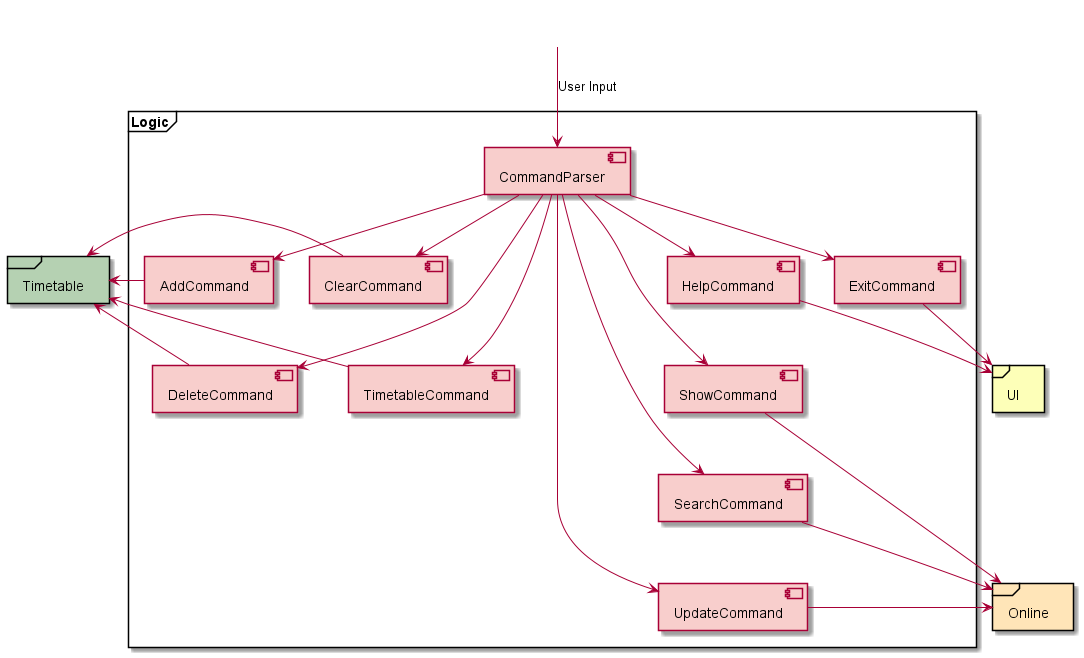 User Input
Logic
CommandParser
Timetable
AddCommand
ClearCommand
HelpCommand
ExitCommand
DeleteCommand
TimetableCommand
ShowCommand
UI
SearchCommand
UpdateCommand
Online